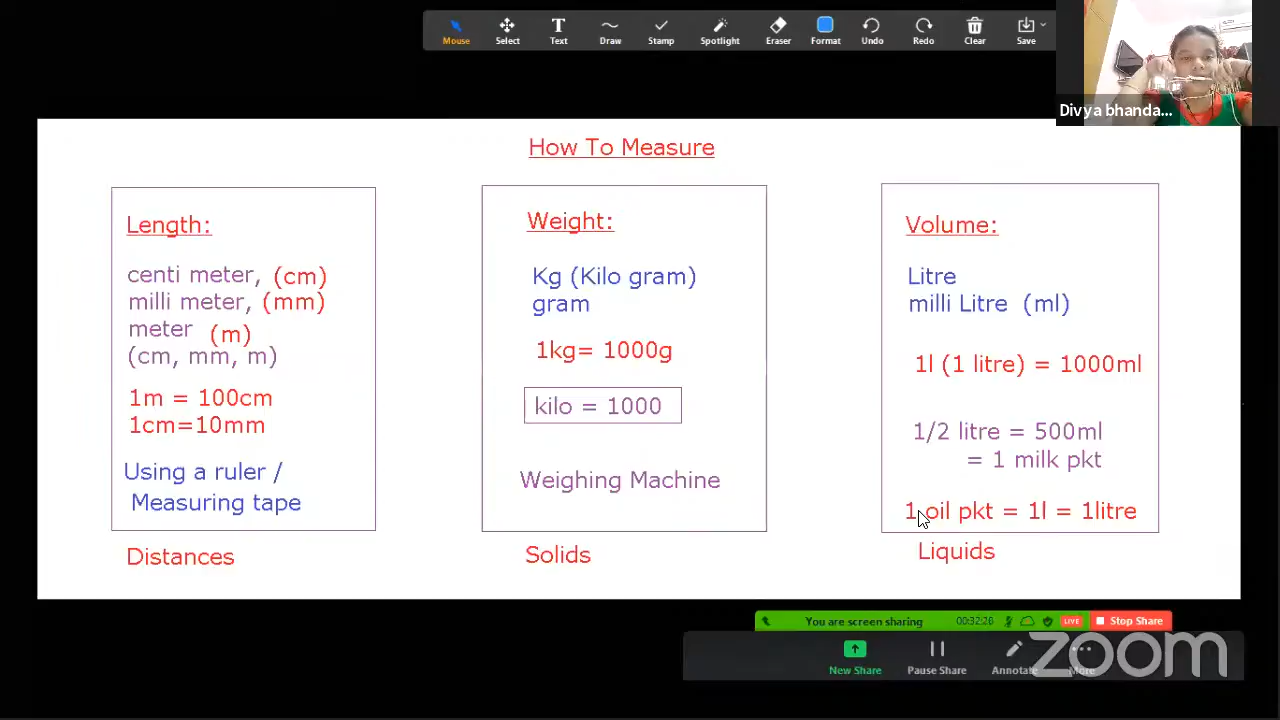 Mouse
Select
Text
Draw
Stamp
Spotlight
Eraser
Format
Undo
Redo
Clear
Save
Divya bhanda...
How To Measure
Length:
centi meter, (cm)
milli meter, (mm)
meter (m)
(cm, mm, m)
1m = 100cm
1cm=10mm
Using a ruler /
Measuring tape
Distances
Weight:
Kg (Kilo gram)
gram
1kg= 1000g
kilo = 1000
Weighing Machine
Solids
Volume:
Litre
milli Litre (ml)
1l (1 litre) = 1000ml
1/2 litre = 500ml
= 1 milk pkt
1 oil pkt = 1l = 1litre
Liquids
You are screen sharing
00:32:28
LIVE
Stop Share
New Share
Pause Share
Annotate
More
zoom